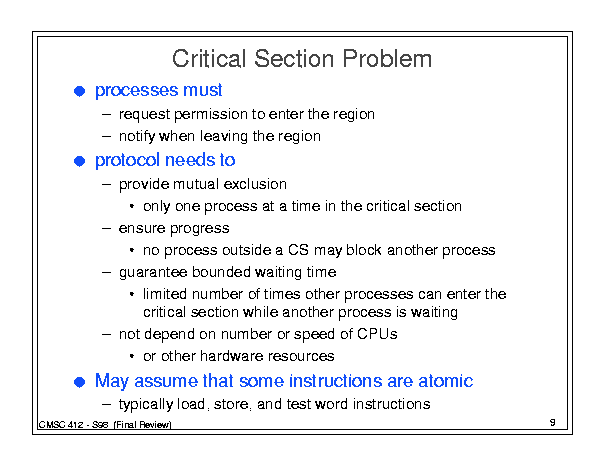 Critical Section Problem
● processes must
– request permission to enter the region
– notify when leaving the region
● protocol needs to
– provide mutual exclusion
• only one process at a time in the critical section
– ensure progress
• no process outside a CS may block another process
– guarantee bounded waiting time
• limited number of times other processes can enter the
critical section while another process is waiting
– not depend on number or speed of CPUs
• or other hardware resources
● May assume that some instructions are atomic
– typically load, store, and test word instructions
CMSC 412 - S98 (Final Review)
9